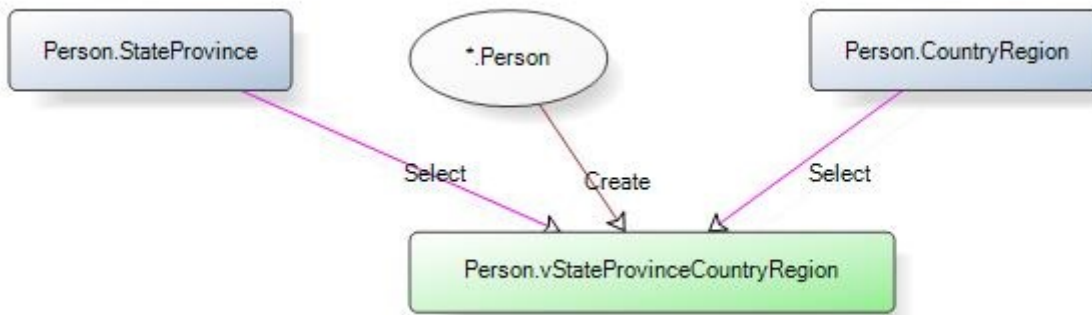 Person.StateProvince
*.Person
Person.CountryRegion
Select
Create
Select
Person.vStateProvinceCountryRegion